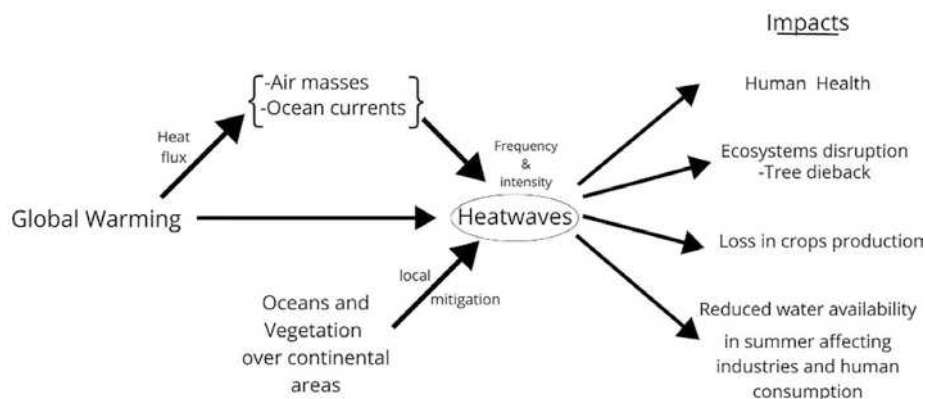 Impacts
-Air masses
-Ocean currents
Heat
flux
Global Warming
Frequency
&
intensity
Heatwaves
local
mitigation
Oceans and
Vegetation
over continental
areas
Human Health
Ecosystems disruption
-Tree dieback
Loss in crops production
Reduced water availability
in summer affecting
industries and human
consumption